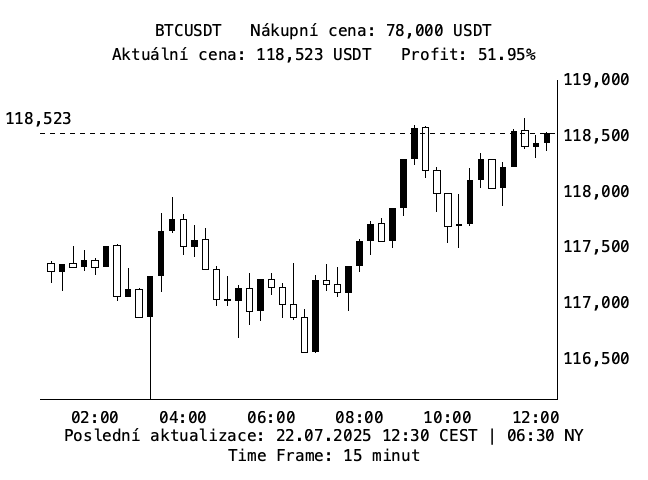 BTCUSDT   Nákupní cena: 78,000 USDT
Aktuální cena: 118,523 USDT   Profit: 51.95%
119,000
118,523
118,500
118,000
117,500
117,000
116,500
02:00 04:00 06:00 08:00 10:00 12:00
Poslední aktualizace: 22.07.2025 12:30 CEST | 06:30 NY
Time Frame: 15 minut